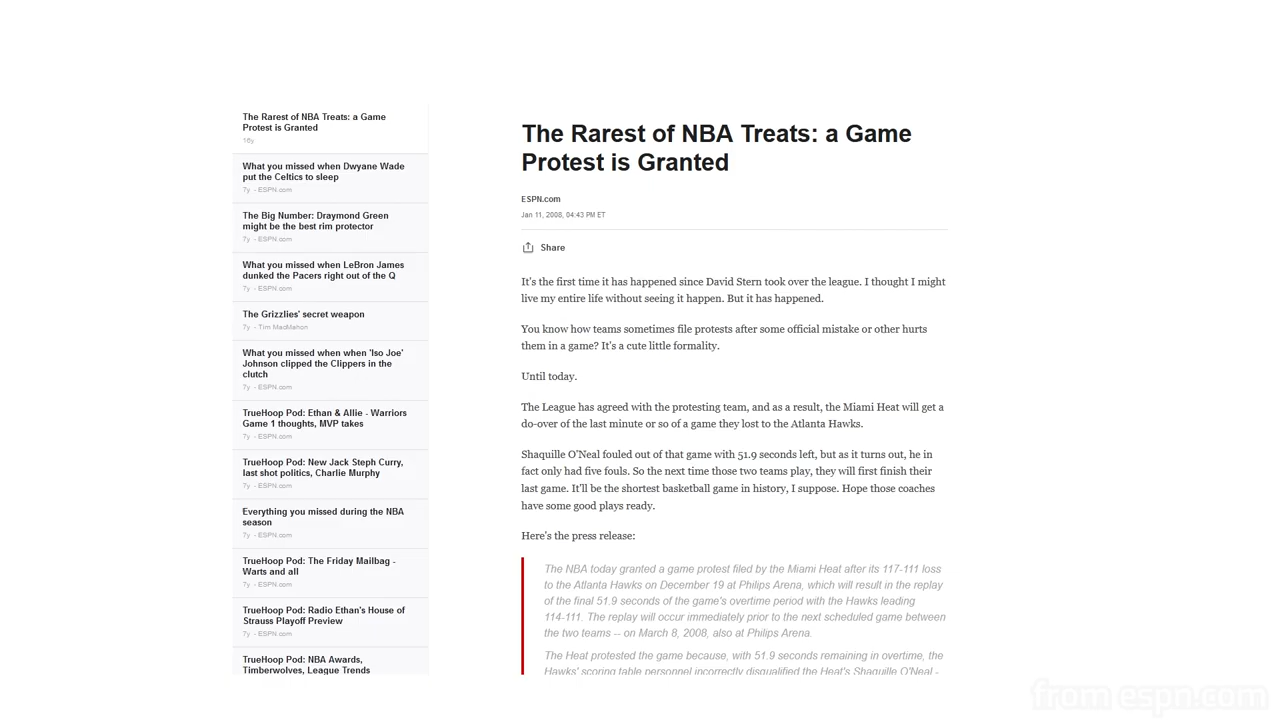 The Rarest of NBA Treats: a Game
Protest is Granted
16y
What you missed when Dwyane Wade
put the Celtics to sleep
7y - ESPN.com
The Big Number: Draymond Green
might be the best rim protector
7y - ESPN.com
What you missed when LeBron James
dunked the Pacers right out of the Q
7y - ESPN.com
The Grizzlies' secret weapon
7y - Tim MacMahon
What you missed when when 'Iso Joe'
Johnson clipped the Clippers in the
clutch
7y - ESPN.com
TrueHoop Pod: Ethan & Allie - Warriors
Game 1 thoughts, MVP takes
7y - ESPN.com
TrueHoop Pod: New Jack Steph Curry,
last shot politics, Charlie Murphy
7y - ESPN.com
Everything you missed during the NBA
season
7y - ESPN.com
TrueHoop Pod: The Friday Mailbag -
Warts and all
7y - ESPN.com
TrueHoop Pod: Radio Ethan's House of
Strauss Playoff Preview
7y - ESPN.com
TrueHoop Pod: NBA Awards,
Timberwolves, League Trends
The Rarest of NBA Treats: a Game
Protest is Granted
ESPN.com
Jan 11, 2008, 04:43 PM ET
Share
It's the first time it has happened since David Stern took over the league. I thought I might
live my entire life without seeing it happen. But it has happened.
You know how teams sometimes file protests after some official mistake or other hurts
them in a game? It's a cute little formality.
Until today.
The League has agreed with the protesting team, and as a result, the Miami Heat will get a
do-over of the last minute or so of a game they lost to the Atlanta Hawks.
Shaquille O'Neal fouled out of that game with 51.9 seconds left, but as it turns out, he in
fact only had five fouls. So the next time those two teams play, they will first finish their
last game. It'll be the shortest basketball game in history, I suppose. Hope those coaches
have some good plays ready.
Here's the press release:
The NBA today granted a game protest filed by the Miami Heat after its 117-111 loss
to the Atlanta Hawks on December 19 at Philips Arena, which will result in the replay
of the final 51.9 seconds of the game's overtime period with the Hawks leading
114-111. The replay will occur immediately prior to the next scheduled game between
the two teams -- on March 8, 2008, also at Philips Arena.
The Heat protested the game because, with 51.9 seconds remaining in overtime, the
Hawks' scoring table personnel incorrectly disqualified the Heat's Shaquille O'Neal -
from espn.com